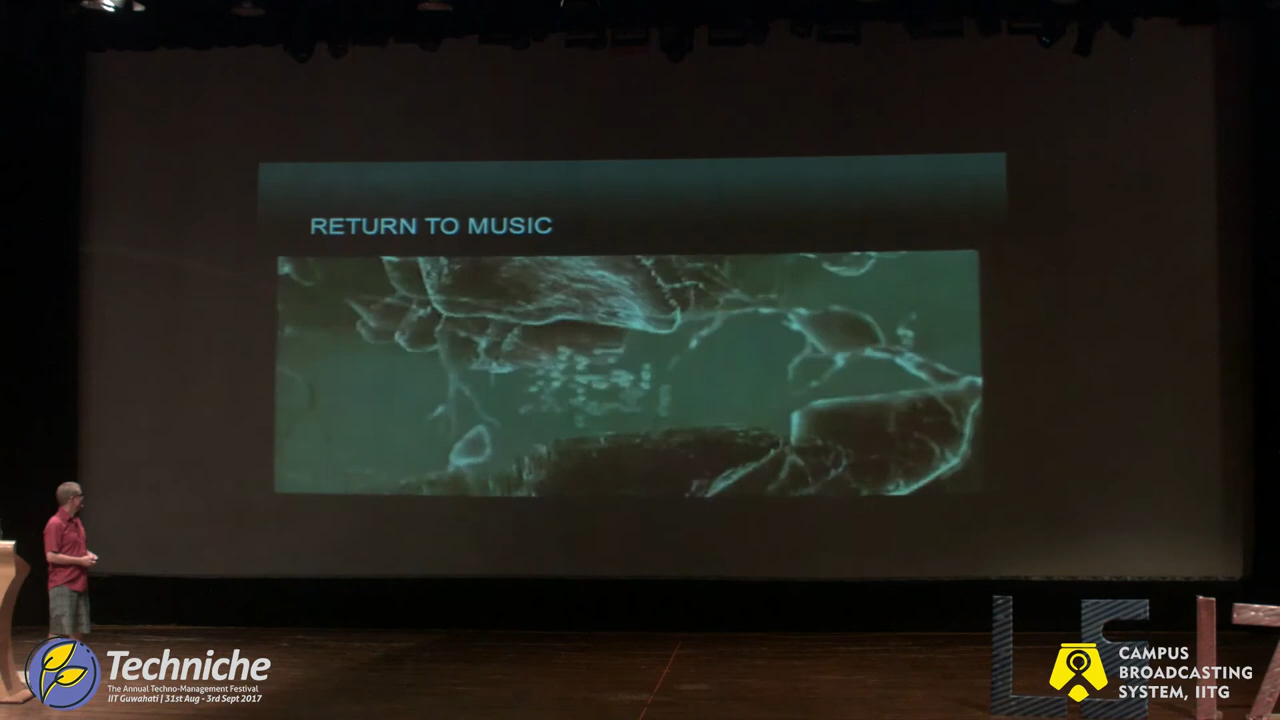 RETURN TO MUSIC
Techniche
The Annual Techno-Management Festival
IIT Guwahati | 31st Aug - 3rd Sept 2017
CAMPUS
BROADCASTING
SYSTEM, IITG